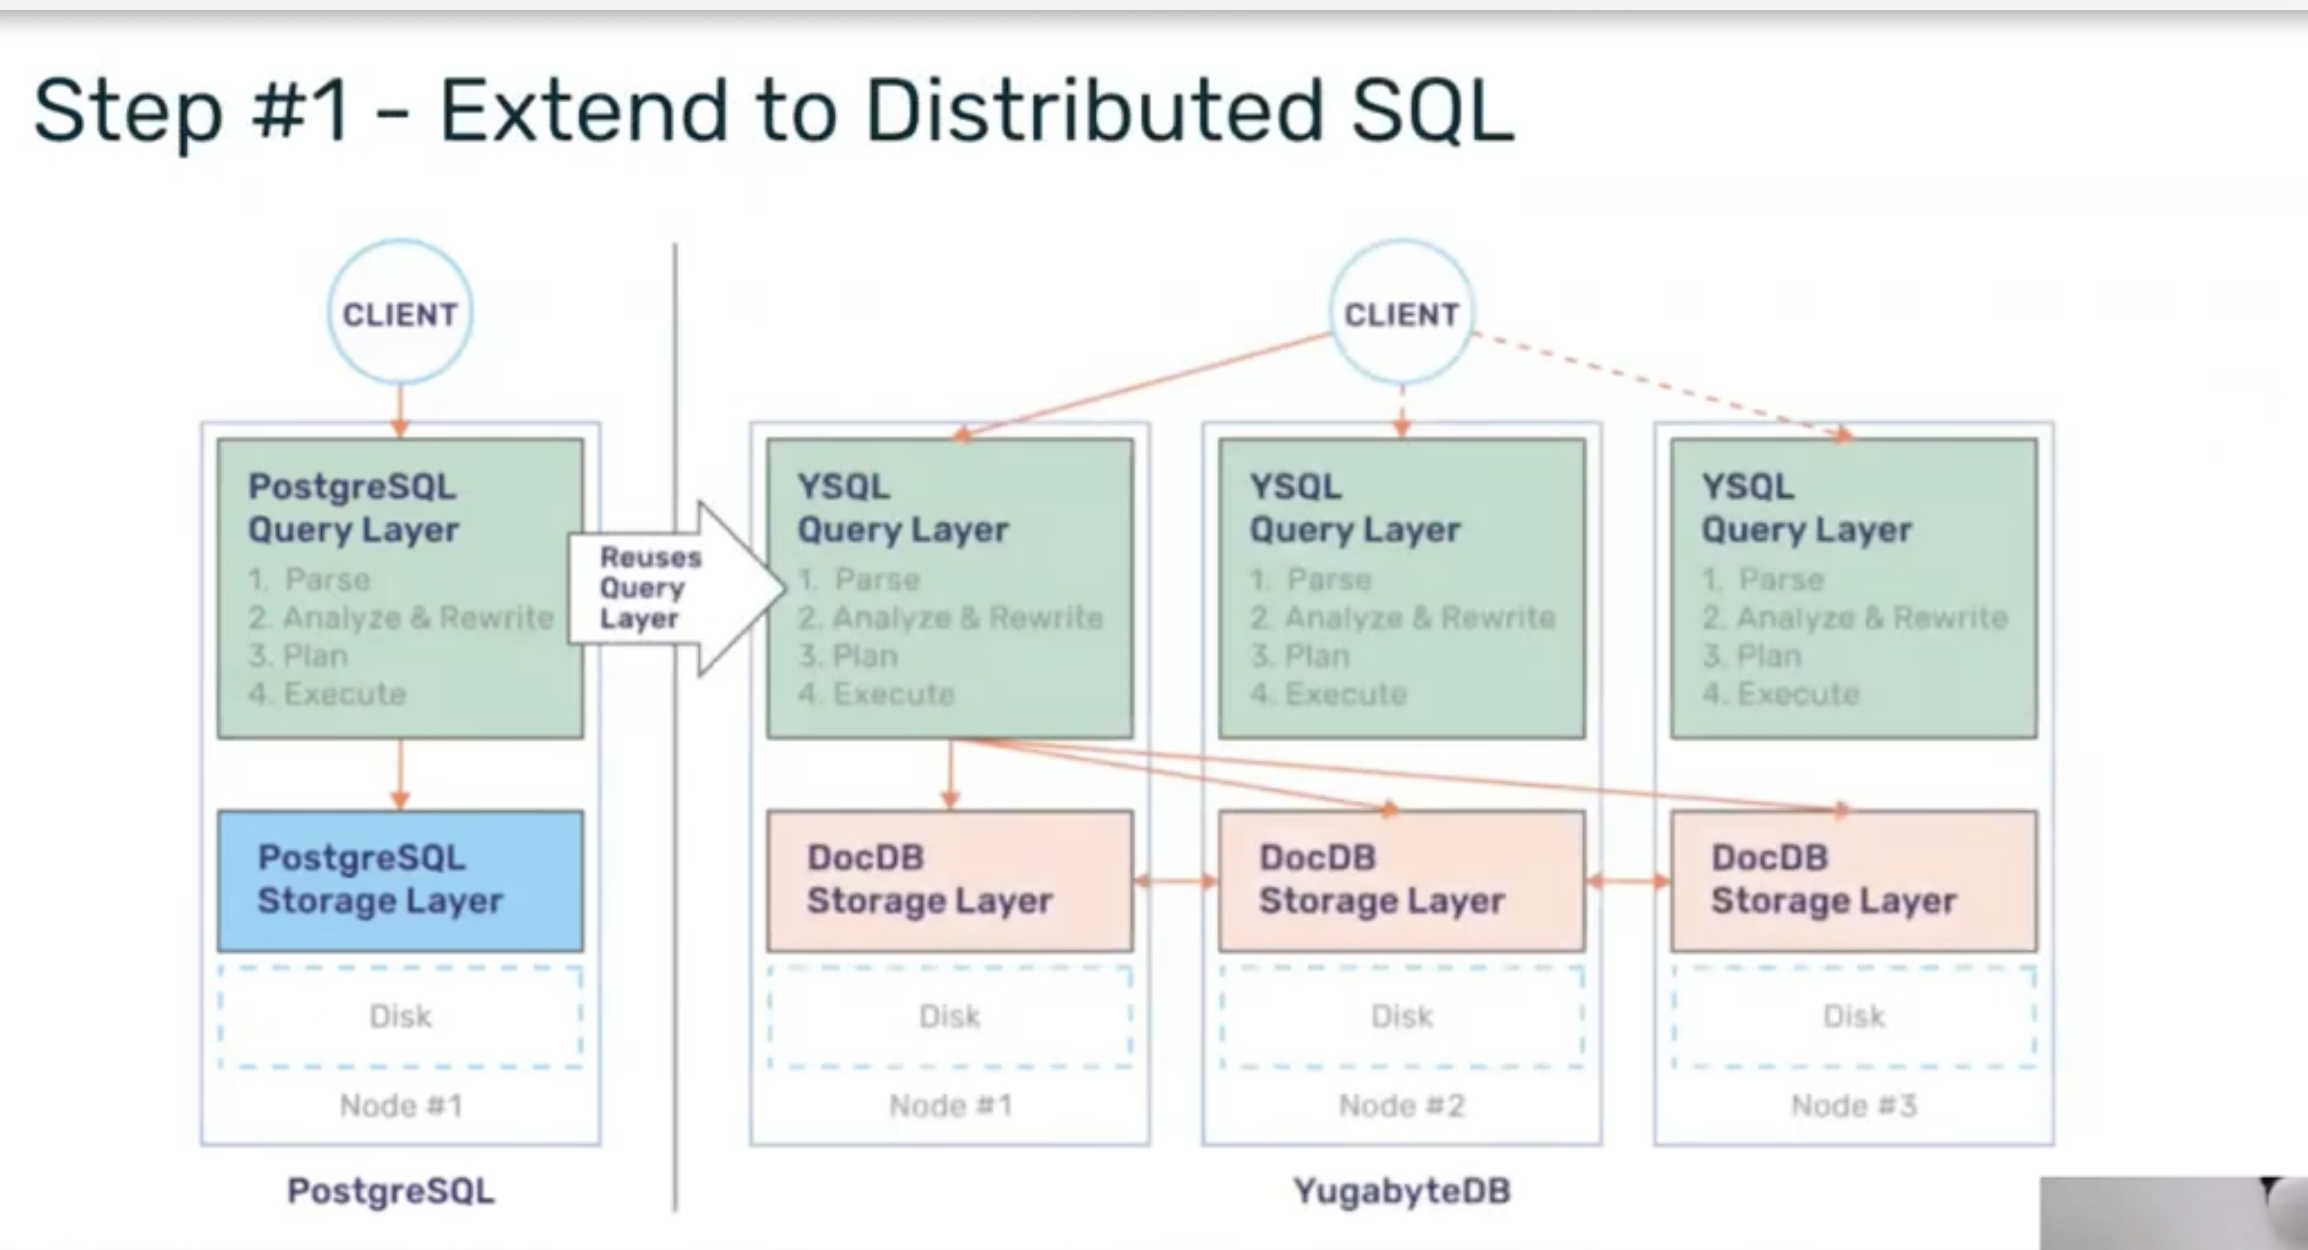 Step #1 - Extend to Distributed SQL
CLIENT
PostgreSQL
Query Layer
1. Parse
2. Analyze & Rewrite
3. Plan
4. Execute
PostgreSQL
Storage Layer
Disk
Node #1
PostgreSQL
Reuses
Query
Layer
CLIENT
YSQL
Query Layer
1. Parse
2. Analyze & Rewrite
3. Plan
4. Execute
DocDB
Storage Layer
Disk
Node #1
YSQL
Query Layer
1. Parse
2. Analyze & Rewrite
3. Plan
4. Execute
DocDB
Storage Layer
Disk
Node #2
YSQL
Query Layer
1. Parse
2. Analyze & Rewrite
3. Plan
4. Execute
DocDB
Storage Layer
Disk
Node #3
YugabyteDB